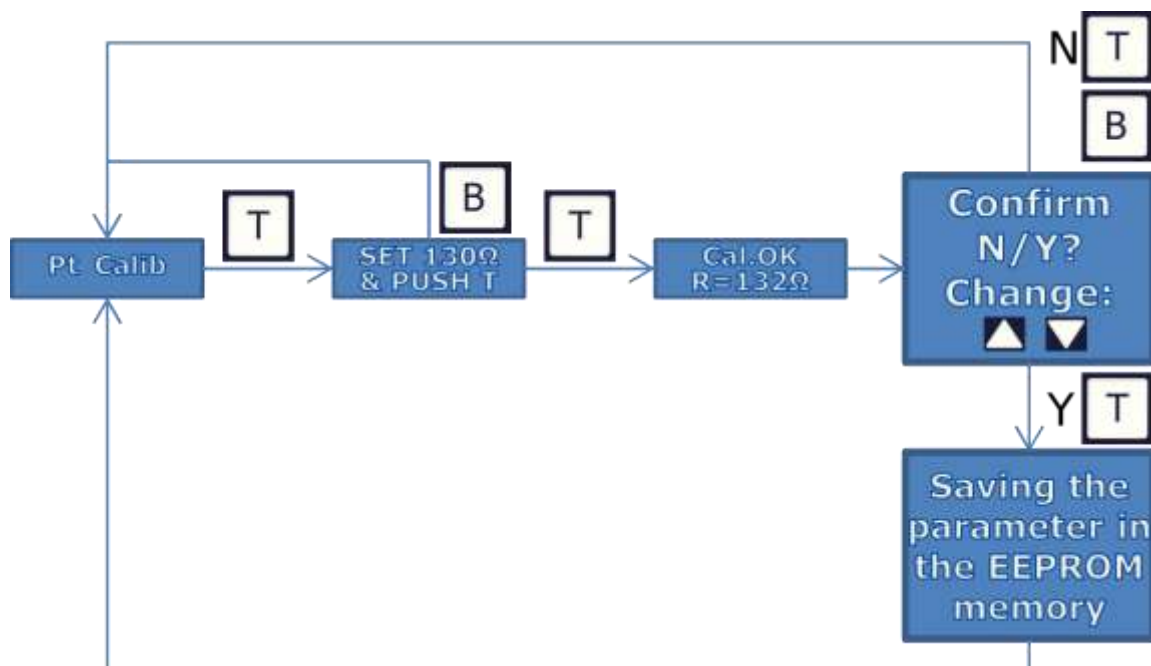 N T
B
B
T
T
Pt. Calib
SET 130Ω
& PUSH T
Cal.OK
R=132Ω
Confirm
N/Y?
Change:
Y T
Saving the
parameter in
the EEPROM
memory